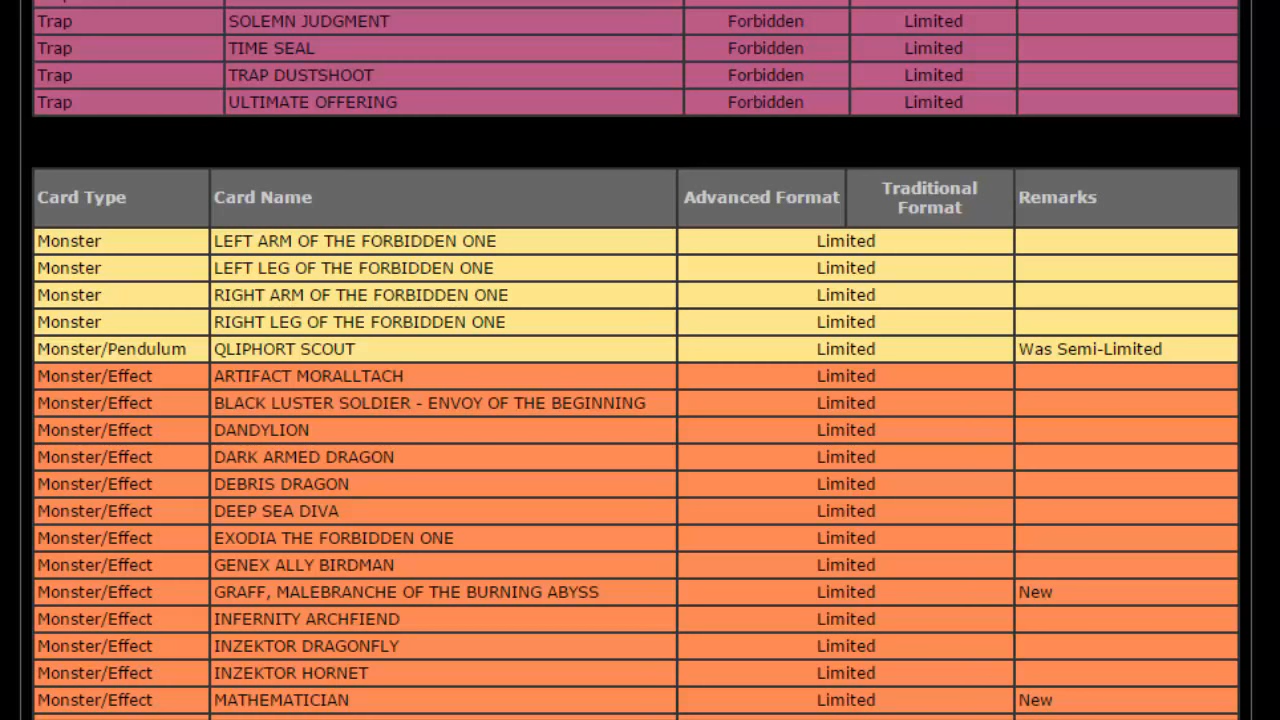 Trap SOLEMN JUDGMENT Forbidden Limited
Trap TIME SEAL Forbidden Limited
Trap TRAP DUSTSHOOT Forbidden Limited
Trap ULTIMATE OFFERING Forbidden Limited
Card Type Card Name Advanced Format Traditional Format Remarks
Monster LEFT ARM OF THE FORBIDDEN ONE Limited
Monster LEFT LEG OF THE FORBIDDEN ONE Limited
Monster RIGHT ARM OF THE FORBIDDEN ONE Limited
Monster RIGHT LEG OF THE FORBIDDEN ONE Limited
Monster/Pendulum QLIPHORT SCOUT Limited Was Semi-Limited
Monster/Effect ARTIFACT MORALLTACH Limited
Monster/Effect BLACK LUSTER SOLDIER - ENVOY OF THE BEGINNING Limited
Monster/Effect DANDYLION Limited
Monster/Effect DARK ARMED DRAGON Limited
Monster/Effect DEBRIS DRAGON Limited
Monster/Effect DEEP SEA DIVA Limited
Monster/Effect EXODIA THE FORBIDDEN ONE Limited
Monster/Effect GENEX ALLY BIRDMAN Limited
Monster/Effect GRAFF, MALEBRANCHE OF THE BURNING ABYSS Limited New
Monster/Effect INFERNITY ARCHFIEND Limited
Monster/Effect INZEKTOR DRAGONFLY Limited
Monster/Effect INZEKTOR HORNET Limited
Monster/Effect MATHEMATICIAN Limited New